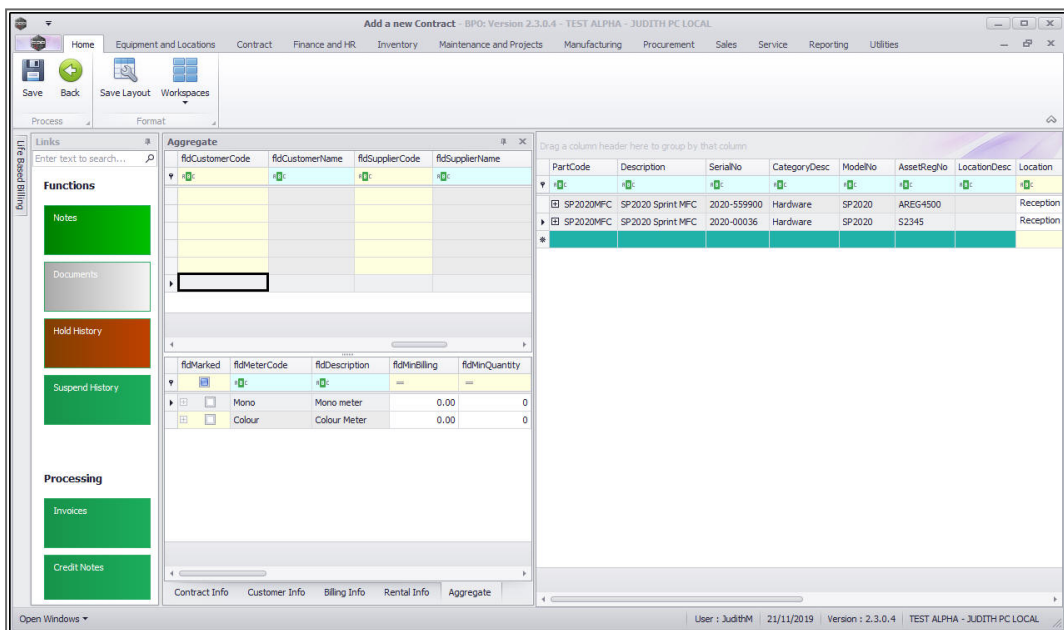 Add a new Contract - BPO: Version 2.3.0.4 - TEST ALPHA - JUDITH PC LOCAL
Home Equipment and Locations Contract Finance and HR Inventory Maintenance and Projects Manufacturing Procurement Sales Service Reporting Utilities
Save Back Save Layout Workspaces
Process Format
Life Based Billing
Links
Enter text to search...
Functions
Notes
Documents
Hold History
Suspend History
Processing
Invoices
Credit Notes
Aggregate
fldCustomerCode fldCustomerName fldSupplierCode fldSupplierName
fldMarked fldMeterCode fldDescription fldMinBilling fldMinQuantity
= =
Mono Mono meter 0.00 0
Colour Colour Meter 0.00 0
Contract Info Customer Info Billing Info Rental Info Aggregate
Drag a column header here to group by that column
PartCode Description SerialNo CategoryDesc ModelNo AssetRegNo LocationDesc Location
SP2020MFC SP2020 Sprint MFC 2020-559900 Hardware SP2020 AREG4500 Reception
SP2020MFC SP2020 Sprint MFC 2020-00036 Hardware SP2020 S2345 Reception
Open Windows User : JudithM 21/11/2019 Version : 2.3.0.4 TEST ALPHA - JUDITH PC LOCAL